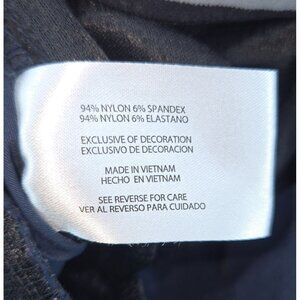 94% NYLON 6% SPANDEX
94% NYLON 6% ELASTANO
EXCLUSIVE OF DECORATION
EXCLUSIVO DE DECORACION
MADE IN VIETNAM
HECHO EN VIETNAM
SEE REVERSE FOR CARE
VER AL REVERSO PARA CUIDADO